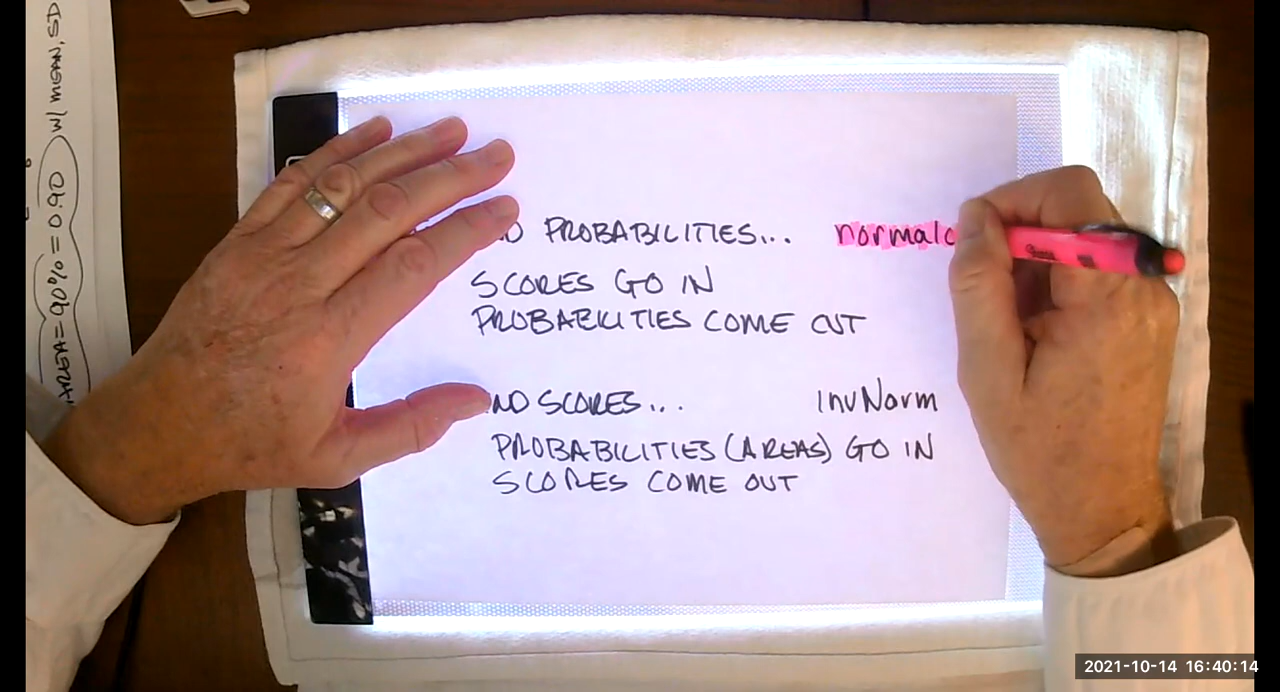 AREA=90%=0.90 w/ MEAN, SD
PROBABILITIES... normalc
SCORES GO IN
PROBABILITIES COME OUT
SCORES... InvNorm
PROBABILITIES (AREAS) GO IN
SCORES COME OUT
2021-10-14 16:40:14